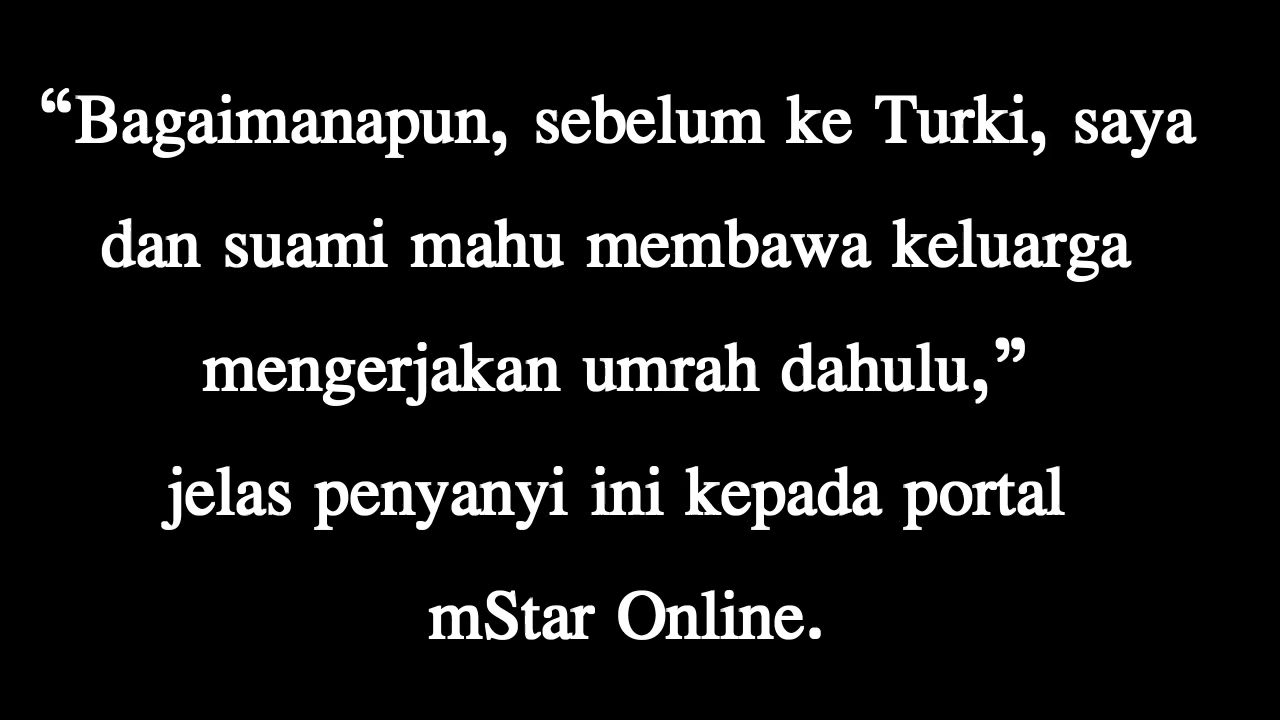 “Bagaimanapun, sebelum ke Turki, saya
dan suami mahu membawa keluarga
mengerjakan umrah dahulu,”
jelas penyanyi ini kepada portal
mStar Online.